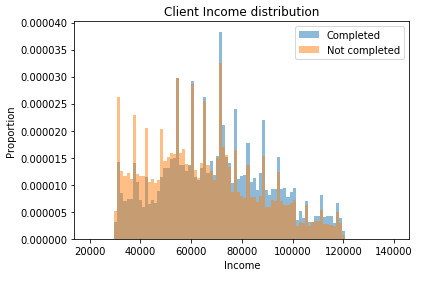 Client Income distribution
Completed
Not completed
0.000040
0.000035
0.000030
0.000025
0.000020
0.000015
0.000010
0.000005
0.000000
Proportion
20000 40000 60000 80000 100000 120000 140000
Income